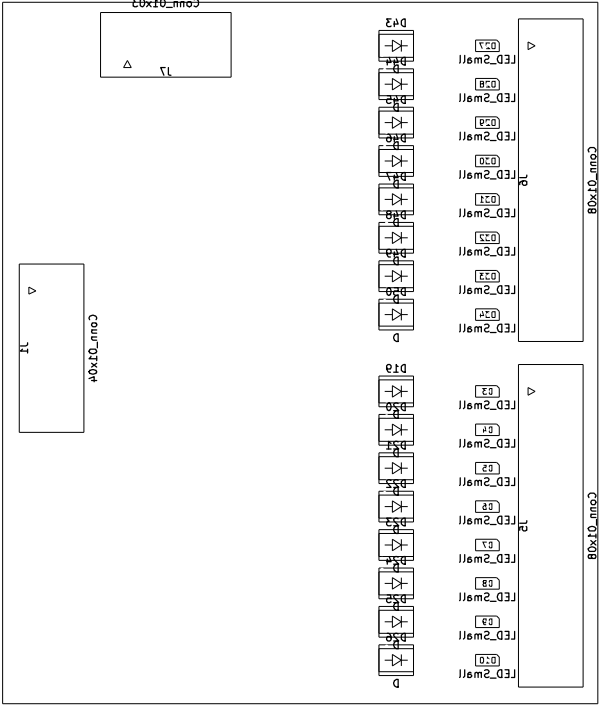 Conn_01x03
J7
D43
D27
LED_Small
D44
D
D28
LED_Small
D45
D
D29
LED_Small
D46
D
D30
LED_Small
D47
D
D31
LED_Small
D48
D
D32
LED_Small
D49
D
D33
LED_Small
D50
D
D34
LED_Small
D
J6
Conn_01x08
J1
Conn_01x04
D19
D3
LED_Small
D20
D
D4
LED_Small
D21
D
D5
LED_Small
D22
D
D6
LED_Small
D23
D
D7
LED_Small
D24
D
D8
LED_Small
D25
D
D9
LED_Small
D26
D
D10
LED_Small
D
J5
Conn_01x08